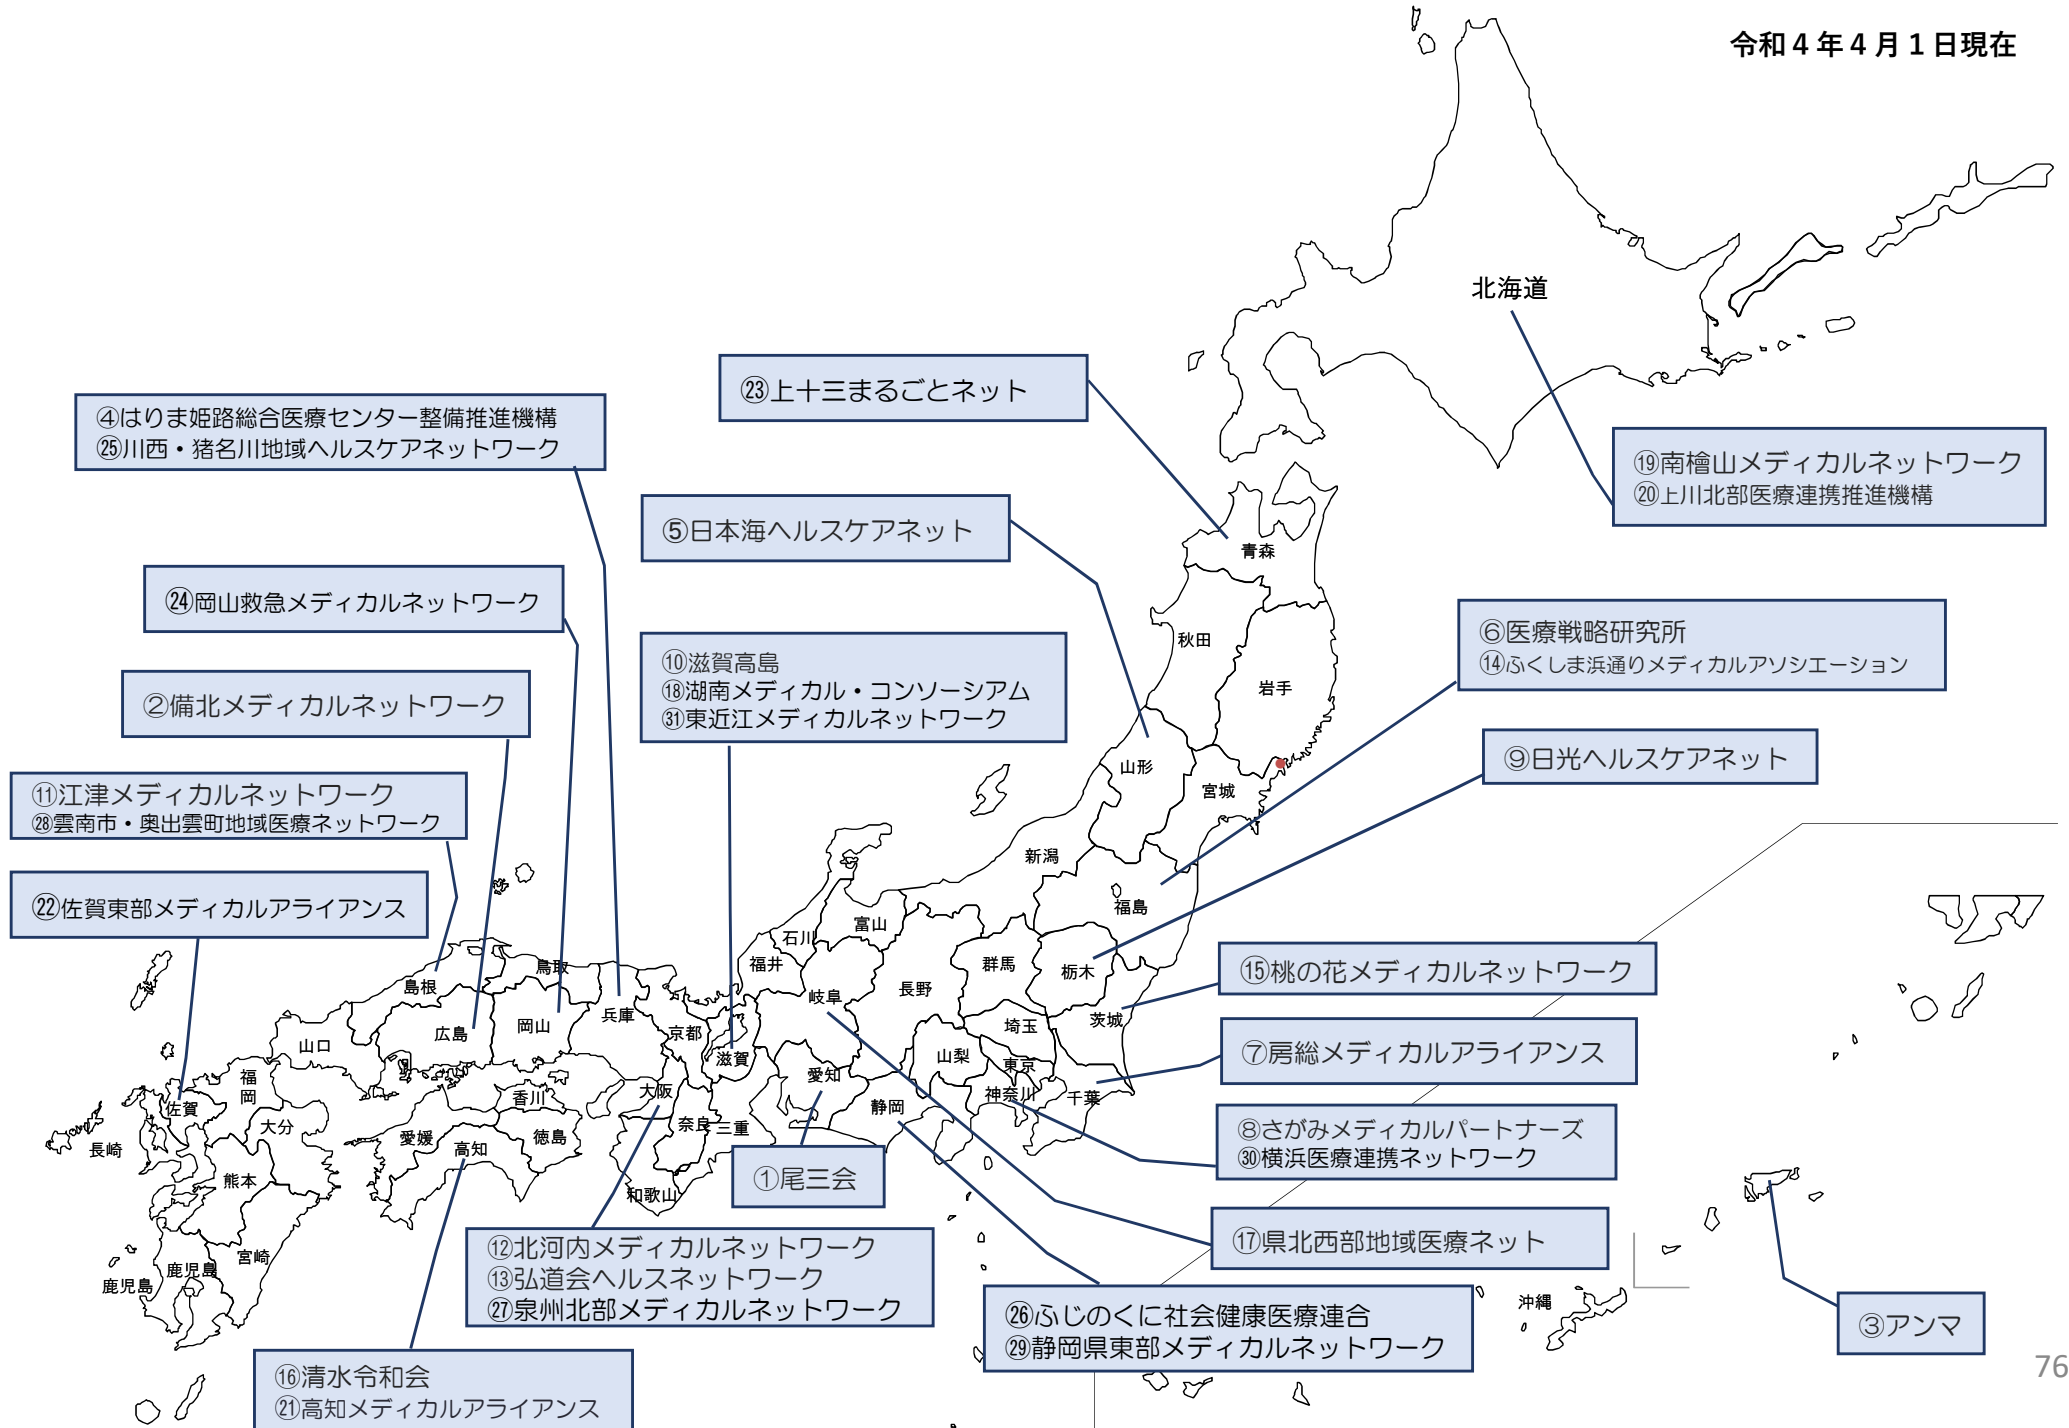 令和４年４月１日現在
北海道
㉓上十三まるごとネット
④はりま姫路総合医療センター整備推進機構
㉕川西・猪名川地域ヘルスケアネットワーク
⑲南檜山メディカルネットワーク
⑳上川北部医療連携推進機構
⑤日本海ヘルスケアネット
青森
㉔岡山救急メディカルネットワーク
⑥医療戦略研究所
⑭ふくしま浜通りメディカルアソシエーション
秋田
⑩滋賀高島
⑱湖南メディカル・コンソーシアム
㉛東近江メディカルネットワーク
岩手
②備北メディカルネットワーク
⑨日光ヘルスケアネット
山形
宮城
⑪江津メディカルネットワーク
㉘雲南市・奥出雲町地域医療ネットワーク
新潟
福島
㉒佐賀東部メディカルアライアンス
富山
石川
福井
群馬
栃木
⑮桃の花メディカルネットワーク
鳥取
島根
長野
岐阜
兵庫
茨城
岡山
広島
京都
埼玉
山口
滋賀
山梨
東京
⑦房総メディカルアライアンス
福岡
愛知
大阪
香川
神奈川
千葉
佐賀
静岡
大分
奈良
三重
愛媛
高知
徳島
長崎
⑧さがみメディカルパートナーズ
㉚横浜医療連携ネットワーク
熊本
①尾三会
和歌山
⑰県北西部地域医療ネット
宮崎
鹿児島
鹿児島
⑫北河内メディカルネットワーク
⑬弘道会ヘルスネットワーク
㉗泉州北部メディカルネットワーク
沖縄
㉖ふじのくに社会健康医療連合
㉙静岡県東部メディカルネットワーク
③アンマ
⑯清水令和会
㉑高知メディカルアライアンス
76